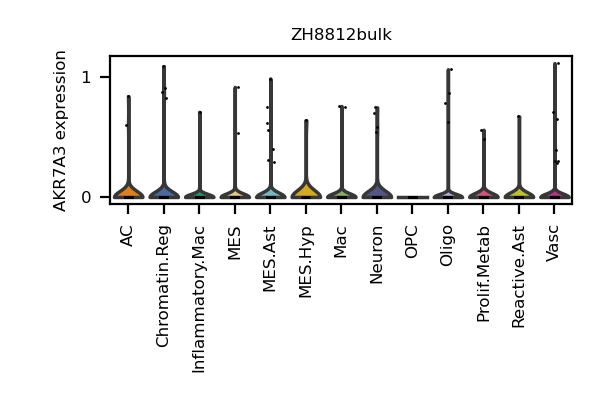 ZH8812bulk
AKR7A3 expression
1
0
AC
Chromatin.Reg
Inflammatory.Mac
MES
MES.Ast
MES.Hyp
Mac
Neuron
OPC
Oligo
Prolif.Metab
Reactive.Ast
Vasc